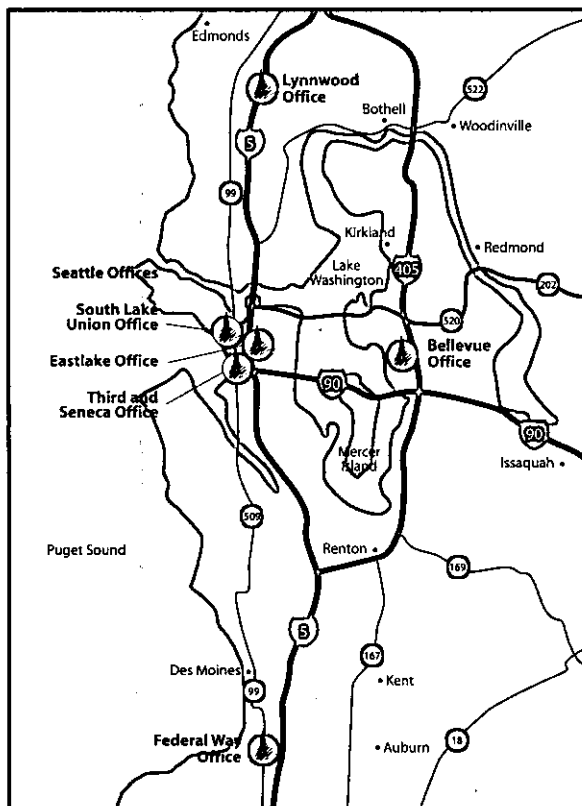 Edmonds
Lynnwood
Office
522
Bothell
Woodinville
5
99
Kirkland
Redmond
Lake
Washington
405
Seattle Offices
202
South Lake
Union Office
520
Bellevue
Office
Eastlake Office
Third and
Seneca Office
90
90
Mercer
Island
Issaquah
509
Puget Sound
Renton
169
5
167
Des Moines
Kent
99
18
Federal Way
Office
Auburn